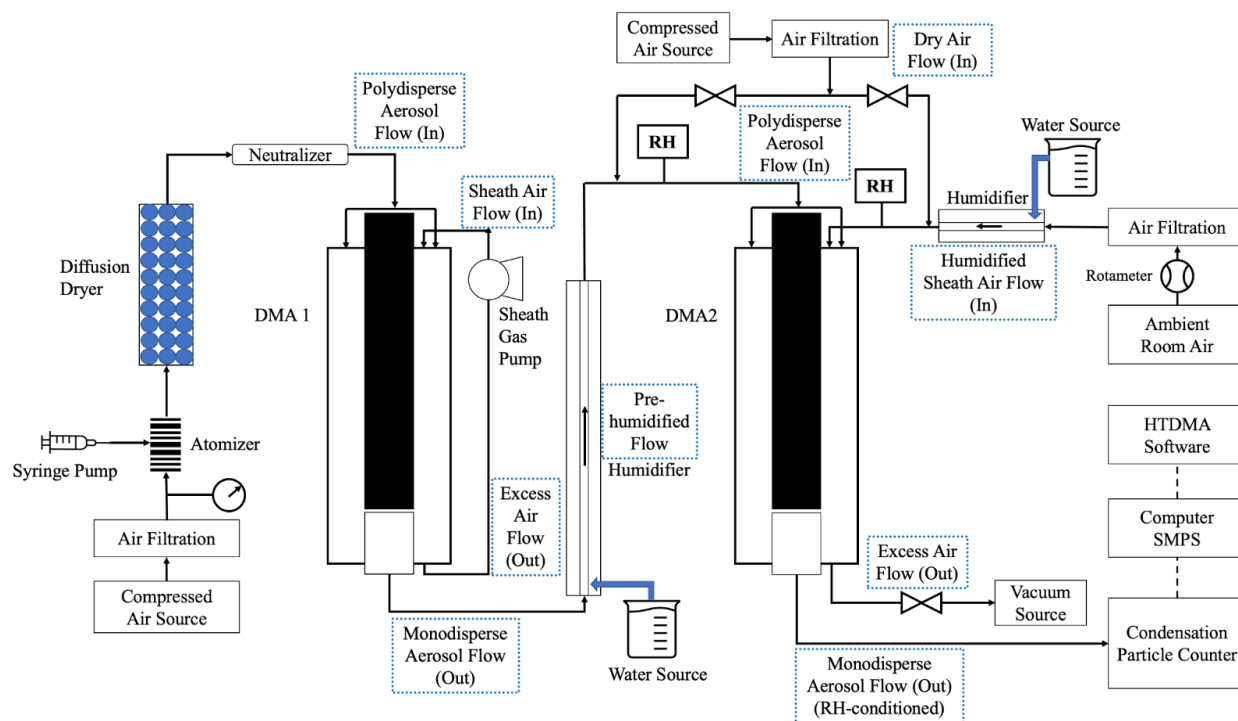 Compressed
Air Source
Air Filtration
Dry Air
Flow (In)
Polydisperse
Aerosol
Flow (In)
Neutralizer
Polydisperse
Aerosol
Flow (In)
RH
Water Source
Sheath Air
Flow (In)
RH
Humidifier
Air Filtration
Diffusion
Dryer
Humidified
Sheath Air Flow
(In)
Rotameter
DMA 1
Sheath
Gas
Pump
DMA2
Ambient
Room Air
Pre-
humidified
Flow
Humidifier
HTDMA
Software
Atomizer
Syringe Pump
Excess
Air
Flow
(Out)
Computer
SMPS
Air Filtration
Excess Air
Flow (Out)
Compressed
Air Source
Vacuum
Source
Monodisperse
Aerosol Flow
(Out)
Water Source
Monodisperse
Aerosol Flow (Out)
(RH-conditioned)
Condensation
Particle Counter